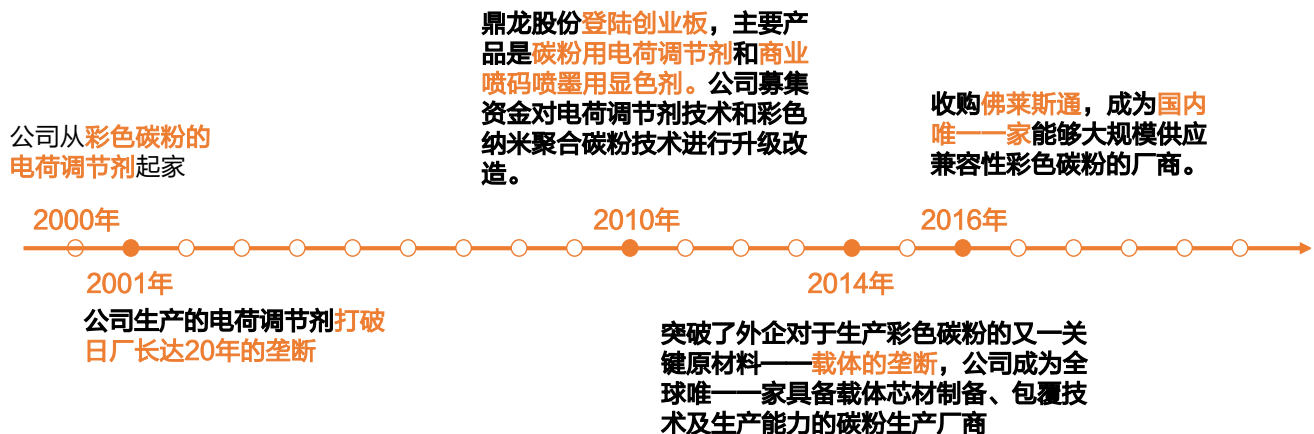 公司从彩色碳粉的
电荷调节剂起家
2000年
2001年
公司生产的电荷调节剂打破
日厂长达20年的垄断
鼎龙股份登陆创业板，主要产
品是碳粉用电荷调节剂和商业
喷码喷墨用显色剂。公司募集
资金对电荷调节剂技术和彩色
纳米聚合碳粉技术进行升级改
造。
2010年
2014年
突破了外企对于生产彩色碳粉的又一关
键原材料——载体的垄断，公司成为全
球唯一一家具备载体芯材制备、包覆技
术及生产能力的碳粉生产厂商
收购佛莱斯通，成为国内
唯一一家能够大规模供应
兼容性彩色碳粉的厂商。
2016年